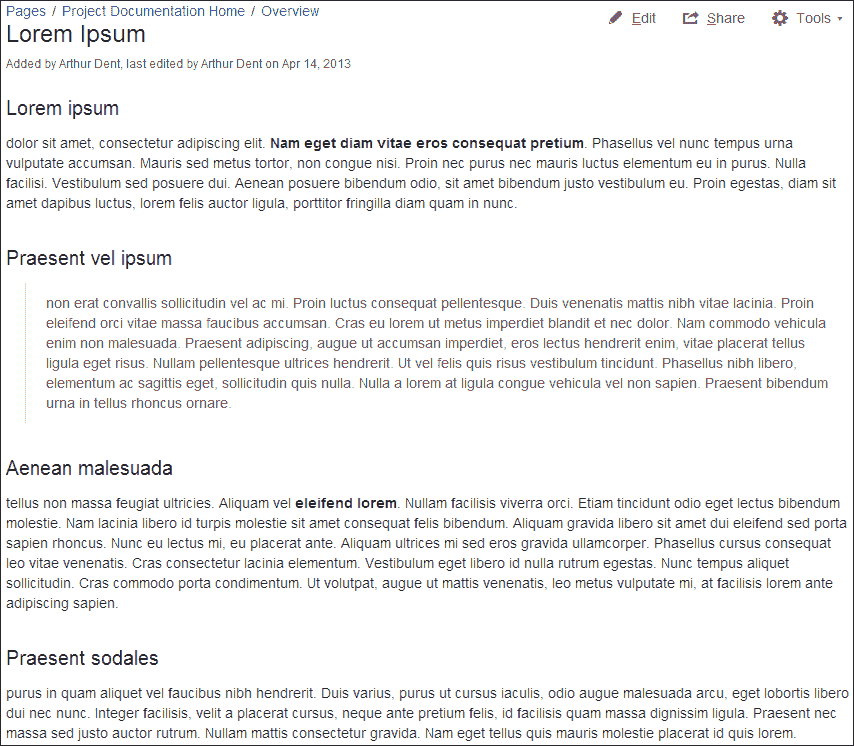 Pages / Project Documentation Home / Overview
Edit Share Tools
Lorem Ipsum
Added by Arthur Dent, last edited by Arthur Dent on Apr 14, 2013
Lorem ipsum
dolor sit amet, consectetur adipiscing elit. Nam eget diam vitae eros consequat pretium. Phasellus vel nunc tempus urna
vulputate accumsan. Mauris sed metus tortor, non congue nisi. Proin nec purus nec mauris luctus elementum eu in purus. Nulla
facilisi. Vestibulum sed posuere dui. Aenean posuere bibendum odio, sit amet bibendum justo vestibulum eu. Proin egestas, diam sit
amet dapibus luctus, lorem felis auctor ligula, porttitor fringilla diam quam in nunc.
Praesent vel ipsum
non erat convallis sollicitudin vel ac mi. Proin luctus consequat pellentesque. Duis venenatis mattis nibh vitae lacinia. Proin
eleifend orci vitae massa faucibus accumsan. Cras eu lorem ut metus imperdiet blandit et nec dolor. Nam commodo vehicula
enim non malesuada. Praesent adipiscing, augue ut accumsan imperdiet, eros lectus hendrerit enim, vitae placerat tellus
ligula eget risus. Nullam pellentesque ultrices hendrerit. Ut vel felis quis risus vestibulum tincidunt. Phasellus nibh libero,
elementum ac sagittis eget, sollicitudin quis nulla. Nulla a lorem at ligula congue vehicula vel non sapien. Praesent bibendum
urna in tellus rhoncus ornare.
Aenean malesuada
tellus non massa feugiat ultricies. Aliquam vel eleifend lorem. Nullam facilisis viverra orci. Etiam tincidunt odio eget lectus bibendum
molestie. Nam lacinia libero id turpis molestie sit amet consequat felis bibendum. Aliquam gravida libero sit amet dui eleifend sed porta
sapien rhoncus. Nunc eu lectus mi, eu placerat ante. Aliquam ultrices mi sed eros gravida ullamcorper. Phasellus cursus consequat
leo vitae venenatis. Cras consectetur lacinia elementum. Vestibulum eget libero id nulla rutrum egestas. Nunc tempus aliquet
sollicitudin. Cras commodo porta condimentum. Ut volutpat, augue ut mattis venenatis, leo metus vulputate mi, at facilisis lorem ante
adipiscing sapien.
Praesent sodales
purus in quam aliquet vel faucibus nibh hendrerit. Duis varius, purus ut cursus iaculis, odio augue malesuada arcu, eget lobortis libero
dui nec nunc. Integer facilisis, velit a placerat cursus, neque ante pretium felis, id facilisis quam massa dignissim ligula. Praesent nec
massa sed justo auctor rutrum. Nullam mattis consectetur gravida. Nam eget tellus quis mauris molestie placerat id quis lorem.